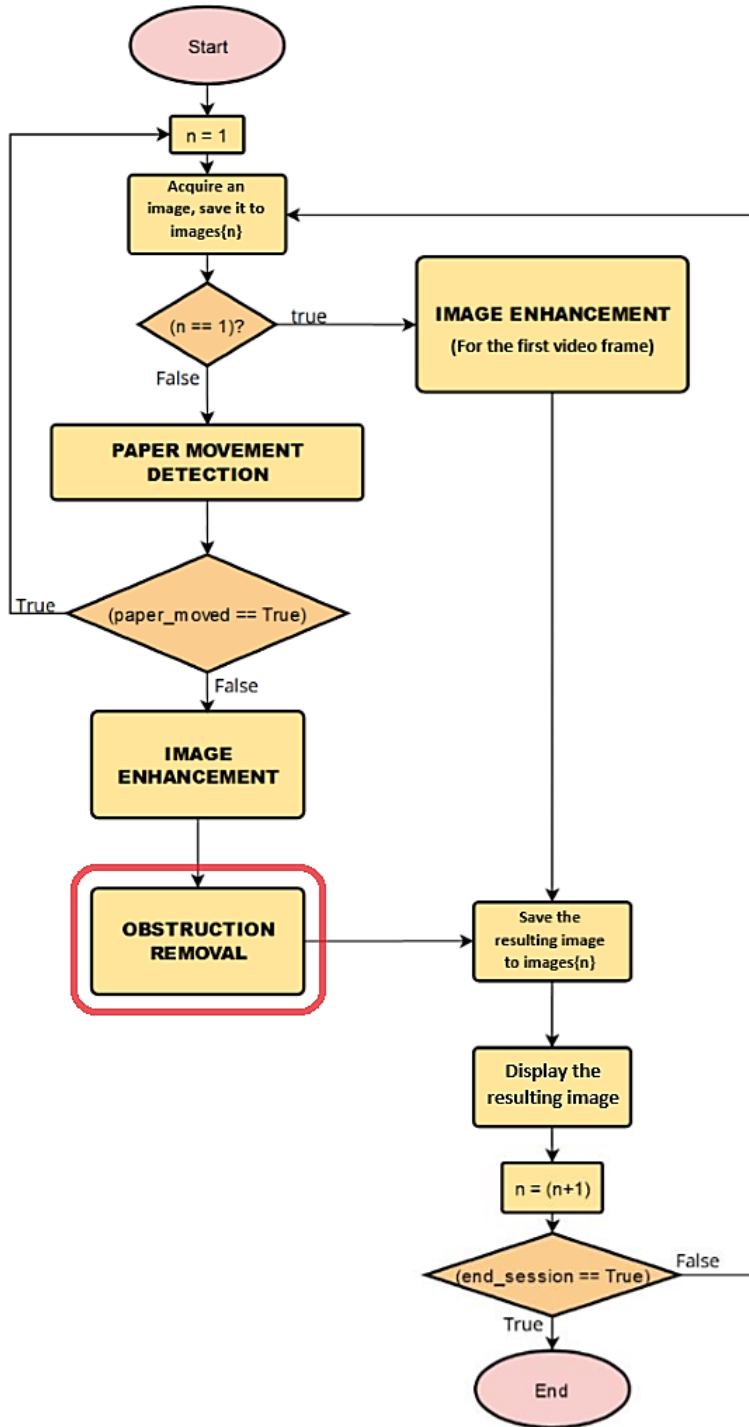 Start
n = 1
Acquire an
image, save it to
images{n}
(n == 1)?
true
IMAGE ENHANCEMENT
(For the first video frame)
False
PAPER MOVEMENT
DETECTION
True
(paper_moved == True)
False
IMAGE
ENHANCEMENT
OBSTRUCTION
REMOVAL
Save the
resulting image
to images{n}
Display the
resulting image
n = (n+1)
(end_session == True)
False
True
End